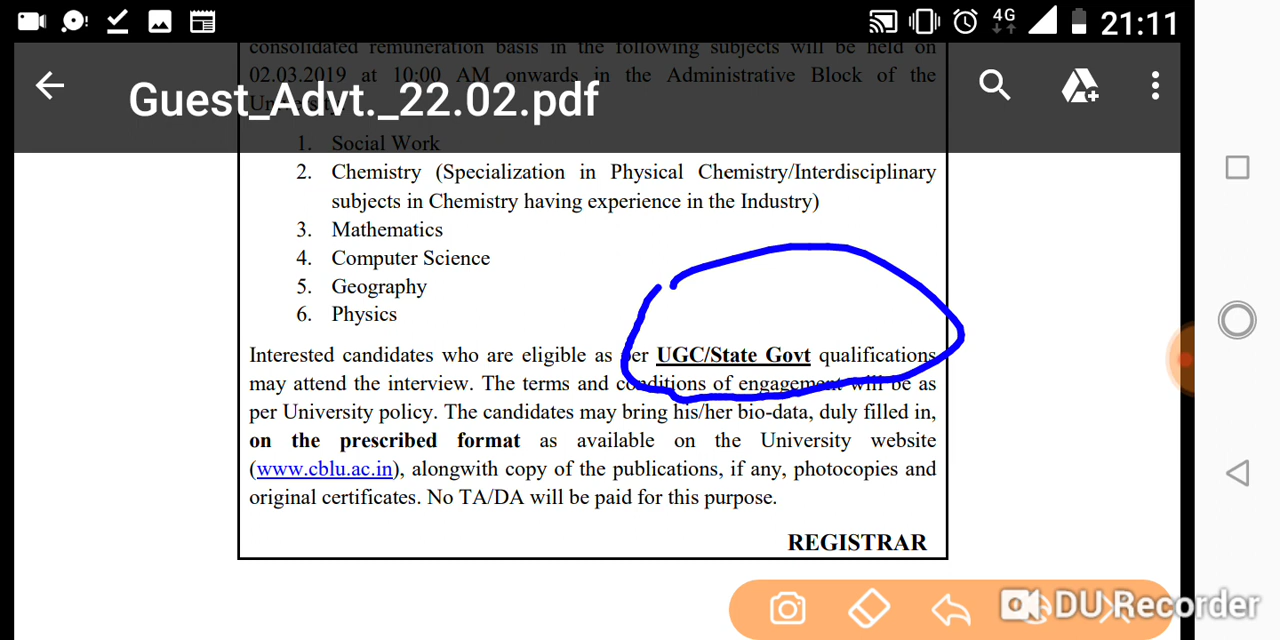 4G 21:11
consolidated remuneration basis in the following subjects will be held on
02.03.2019 at 10:00 AM onwards in the Administrative Block of the
Guest_Advt._22.02.pdf
1. Social Work
2. Chemistry (Specialization in Physical Chemistry/Interdisciplinary
subjects in Chemistry having experience in the Industry)
3. Mathematics
4. Computer Science
5. Geography
6. Physics
Interested candidates who are eligible as per UGC/State Govt qualifications
may attend the interview. The terms and conditions of engagement will be as
per University policy. The candidates may bring his/her bio-data, duly filled in,
on the prescribed format as available on the University website
(www.cblu.ac.in), alongwith copy of the publications, if any, photocopies and
original certificates. No TA/DA will be paid for this purpose.
REGISTRAR
DU Recorder